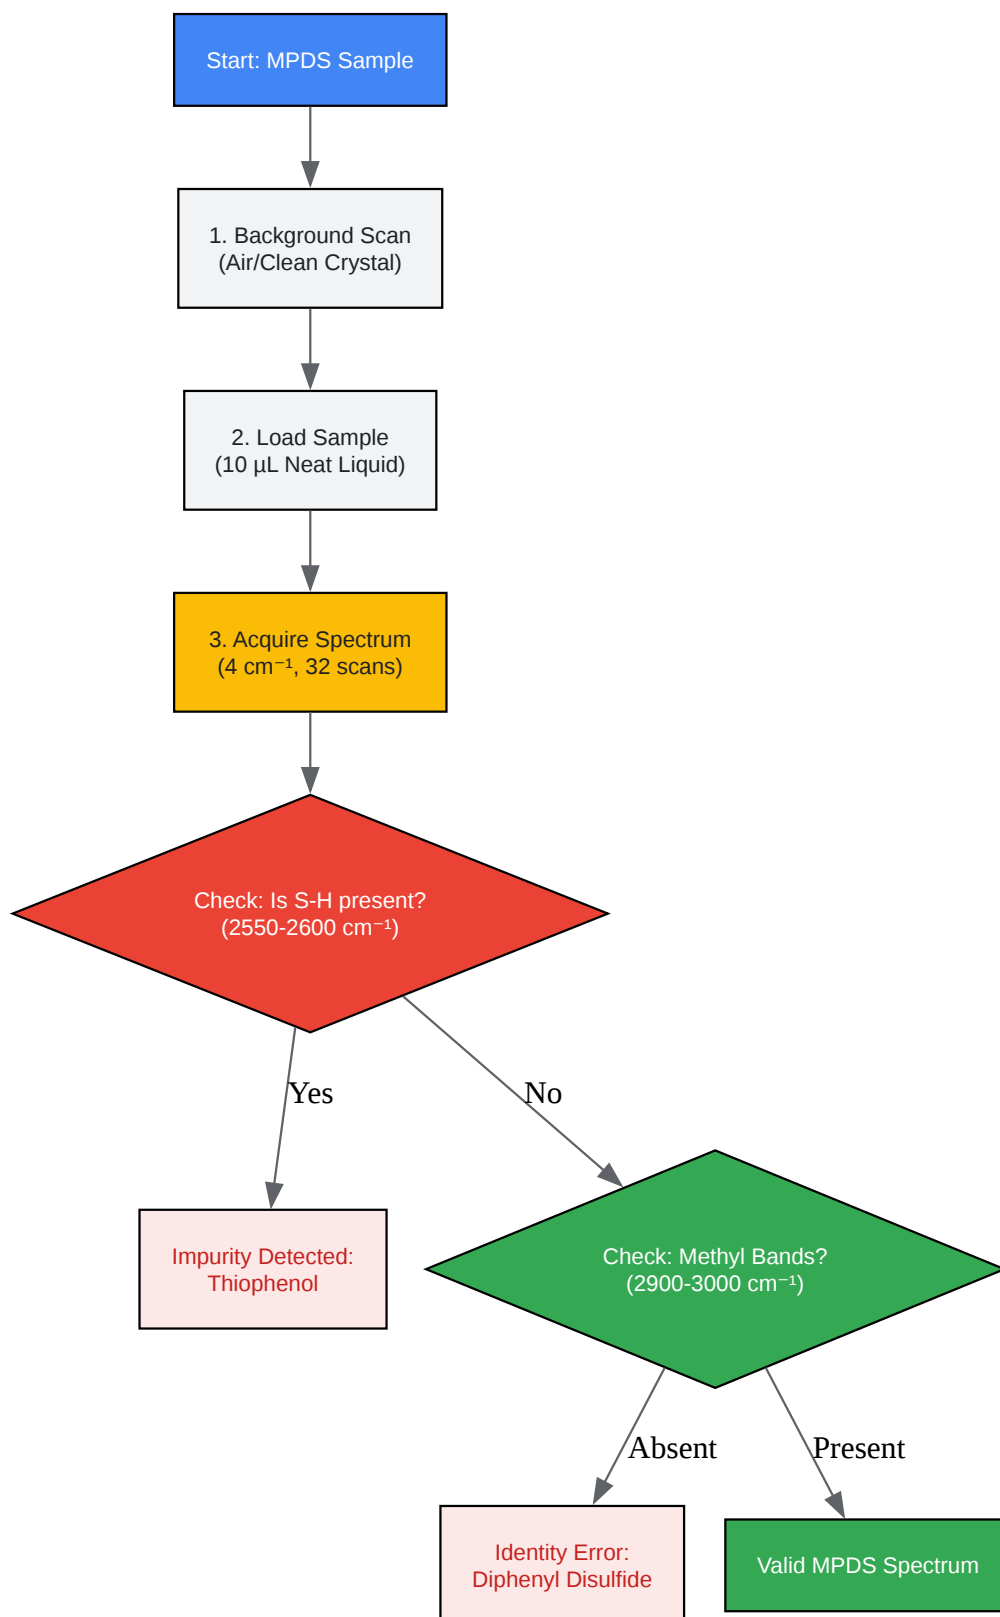 Start: MPDS Sample
1. Background Scan
(Air/Clean Crystal)
2. Load Sample
(10 µL Neat Liquid)
3. Acquire Spectrum
(4 cm⁻¹, 32 scans)
Check: Is S-H present?
(2550-2600 cm⁻¹)
Yes
No
Impurity Detected:
Thiophenol
Check: Methyl Bands?
(2900-3000 cm⁻¹)
Absent
Present
Identity Error:
Diphenyl Disulfide
Valid MPDS Spectrum